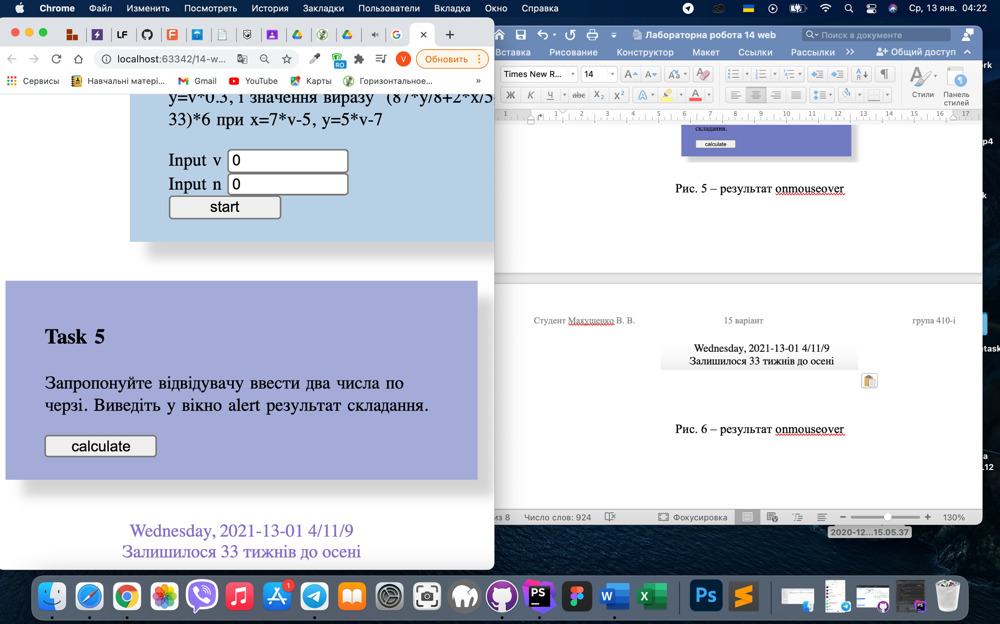 Chrome Файл Изменить Посмотреть История Закладки Пользователи Вкладка Окно Справка
Ср, 13 янв. 04:22
LF
localhost:63342/14-w...
RO
V
Обновить
Сервисы Навчальні матері... Gmail YouTube Карты Горизонтальное... »
y=v*0.3, і значення виразу (87*y/8+2*x/5-
33)*6 при x=7*v-5, y=5*v-7
Input v 0
Input n 0
start
Task 5
Запропонуйте відвідувачу ввести два числа по
черзі. Виведіть у вікно alert результат складання.
calculate
Wednesday, 2021-13-01 4/11/9
Залишилося 33 тижнів до осені
Лабораторна робота 14 web
Поиск в документе
Вставка Рисование Конструктор Макет Ссылки Рассылки Общий доступ
Times New R... 14
Ж К Ч abc X2 X2
Стили
Панель
стилей
1 1 2 3 4 5 6 7 8 9 10 11 12 13 14 15 16 17
складання.
calculate
Рис. 5 – результат onmouseover
Студент Макушенко В. В. 15 варіант група 410-і
Wednesday, 2021-13-01 4/11/9
Залишилося 33 тижнів до осені
Рис. 6 – результат onmouseover
из 8 Число слов: 924 Фокусировка 130%
2020-12...15.05.37
rk
p4
k
task
a
.12
1
PS
W
X
Ps
PS